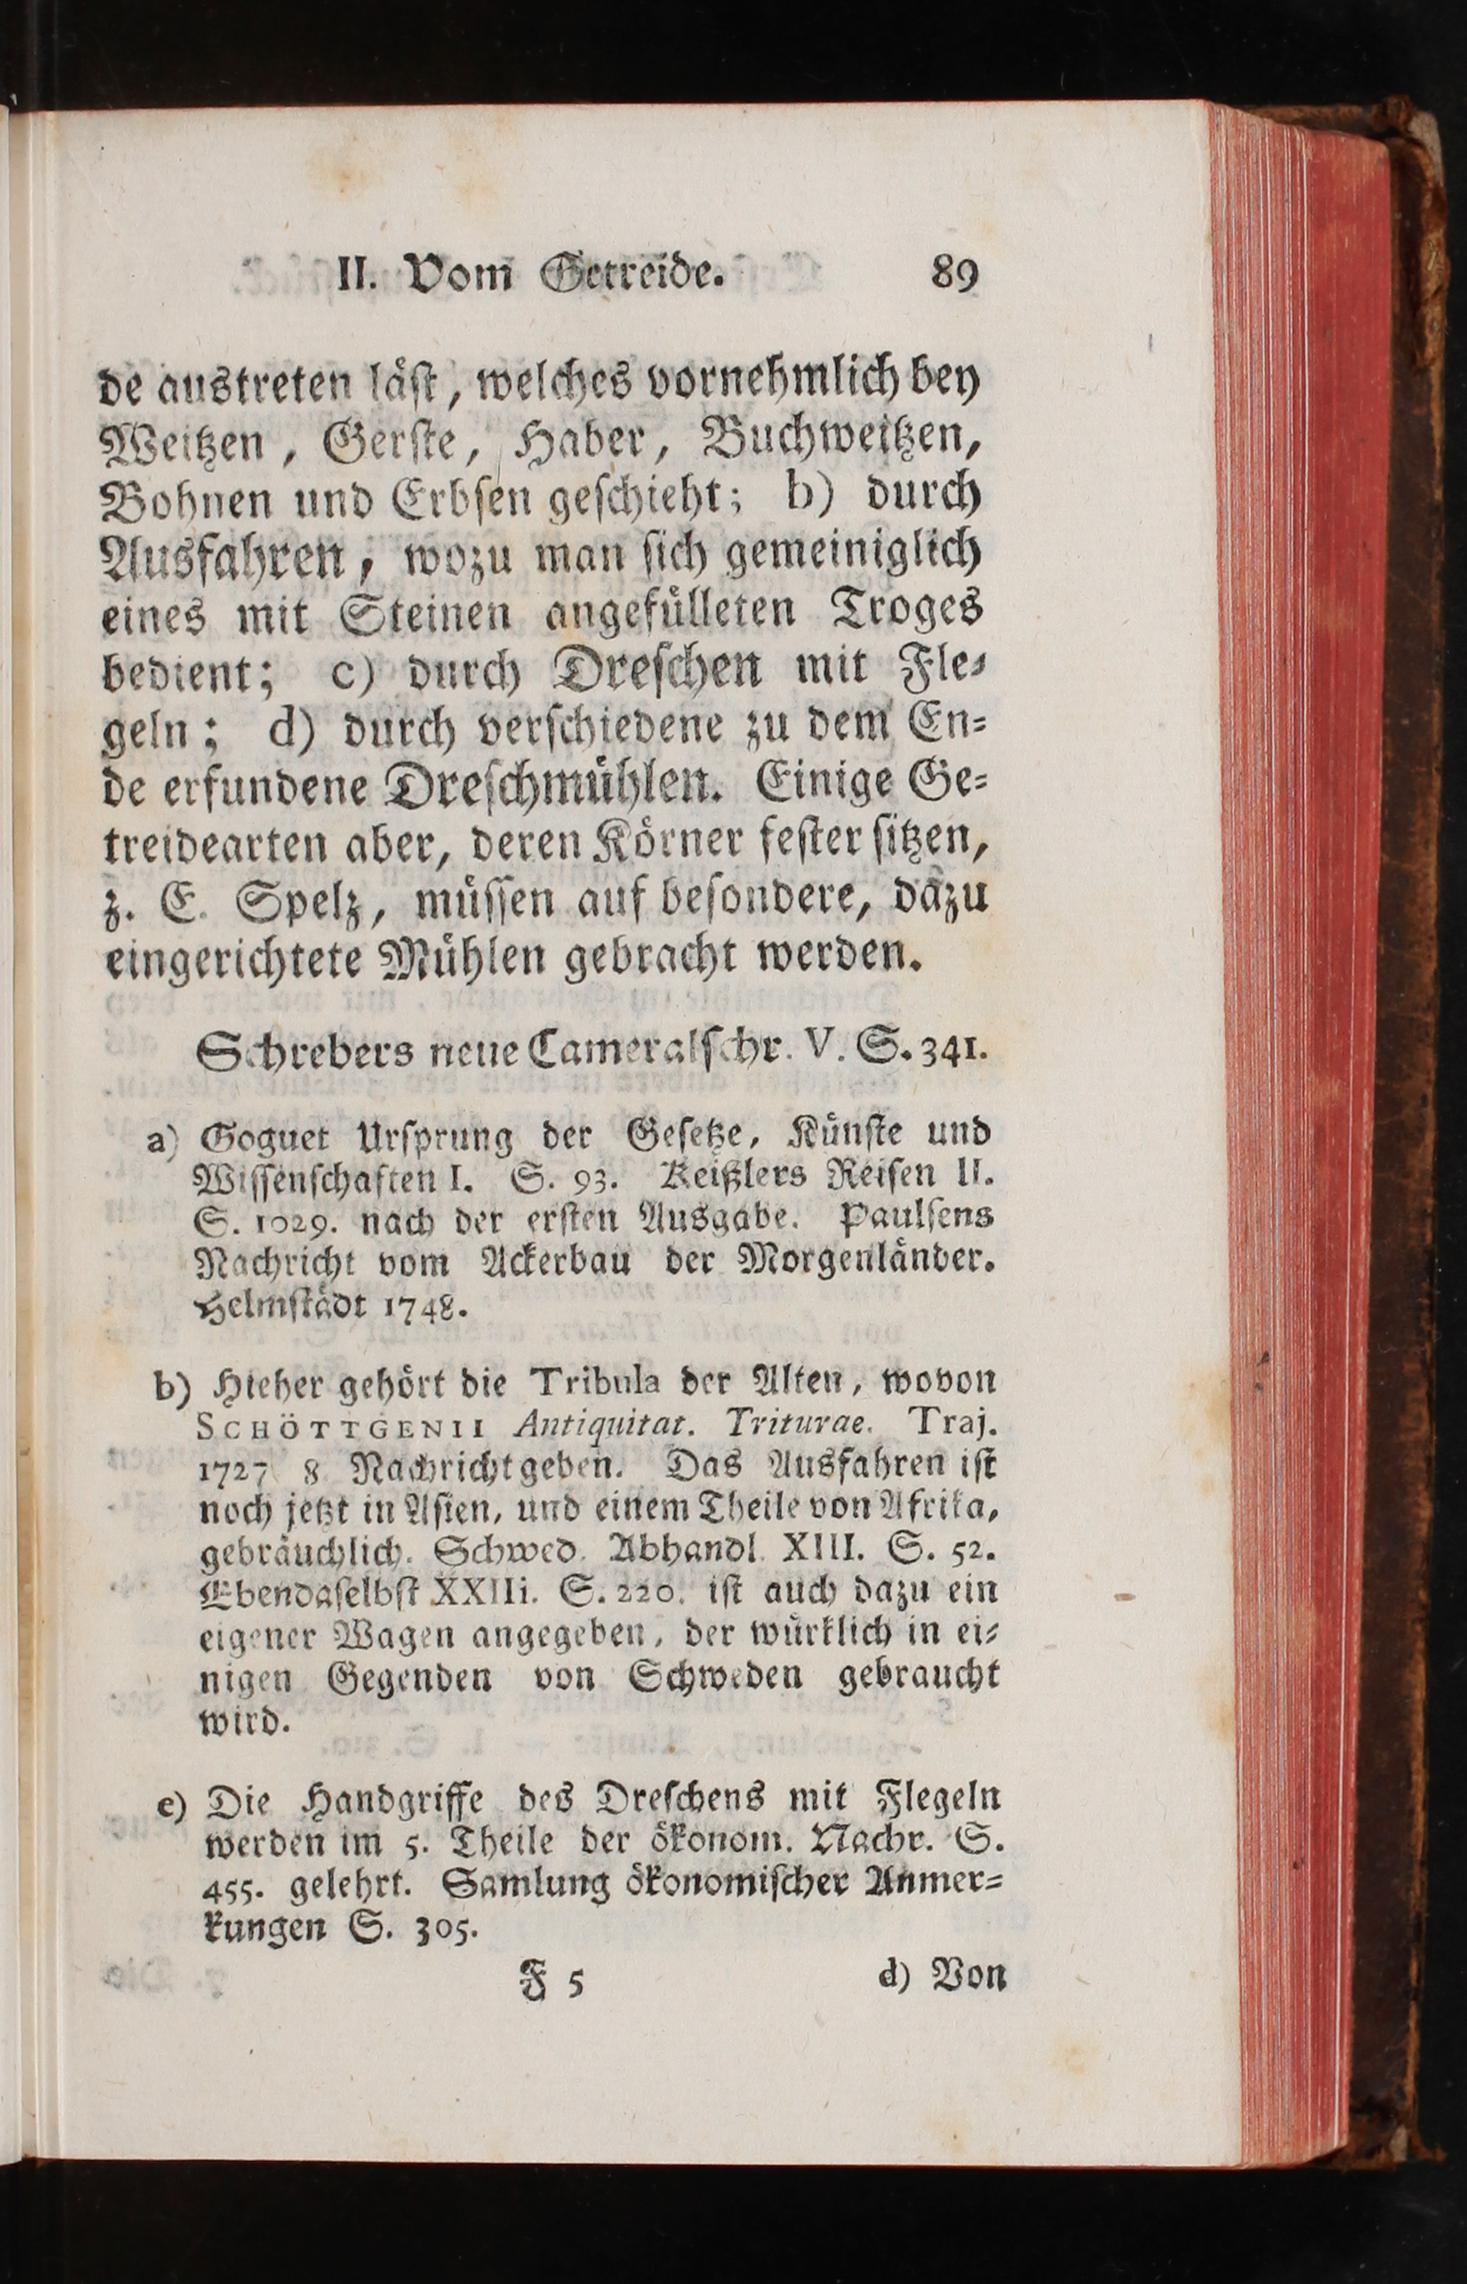 II. Vom Getreide. 89
de austreten läſt, welches vornehmlich bey
Weitzen, Gerſte, Haber, Buchweitzen,
Bohnen und Erbſen geſchieht; b) durch
Ausfahren, wozu man ſich gemeiniglich
eines mit Steinen angefülleten Troges
bedient; c) durch Dreſchen mit Fle⸗
geln; d) durch verſchiedene zu dem En⸗
de erfundene Dreſchmühlen. Einige Ge⸗
treidearten aber, deren Körner feſter ſitzen,
z. E. Spelz, müſſen auf beſondere, dazu
eingerichtete Mühlen gebracht werden.
Schrebers neue Cameralſchr. V. S. 341.
a) Goguet Urſprung der Geſetze, Künſte und
Wiſſenſchaften I. S. 93. Keißlers Reiſen II.
S. 1029. nach der erſten Ausgabe. Paulſens
Nachricht vom Ackerbau der Morgenländer.
Helmſtädt 1748.
b) Hieher gehört die Tribula der Alten, wovon
SCHÖTTGENII Antiquitat. Triturae. Traj.
1727 8 Nachricht geben. Das Ausfahren iſt
noch jetzt in Aſien, und einem Theile von Afrika,
gebräuchlich. Schwed. Abhandl. XIII. S. 52.
Ebendaſelbſt XXIIi. S. 220. iſt auch dazu ein
eigener Wagen angegeben, der würklich in ei⸗
nigen Gegenden von Schweden gebraucht
wird.
c) Die Handgriffe des Dreſchens mit Flegeln
werden im 5. Theile der ökonom. Nachr. S.
455. gelehrt. Samlung ökonomiſcher Anmer⸗
kungen S. 305.
F 5 d) Von